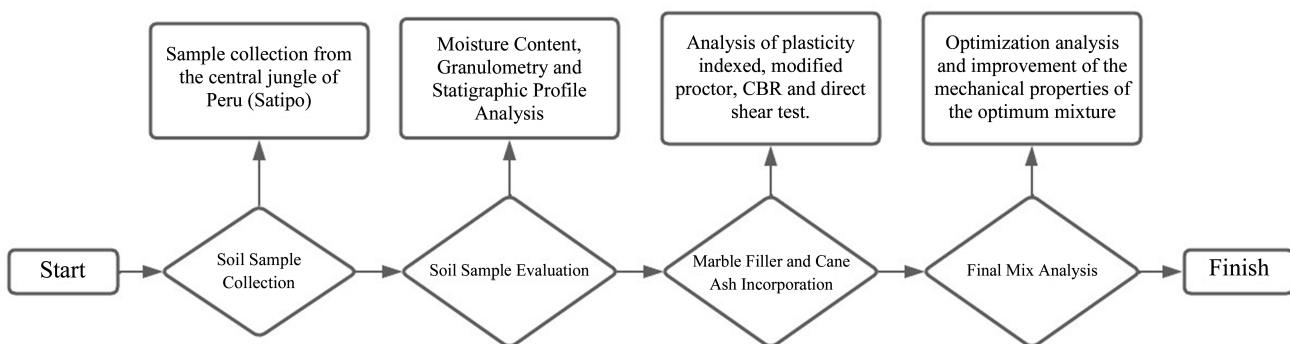 Sample collection from
the central jungle of
Peru (Satipo)
Moisture Content,
Granulometry and
Statigraphic Profile
Analysis
Analysis of plasticity
indexed, modified
proctor, CBR and direct
shear test.
Optimization analysis
and improvement of the
mechanical properties of
the optimum mixture
Start
Soil Sample
Collection
Soil Sample Evaluation
Marble Filler and Cane
Ash Incorporation
Final Mix Analysis
Finish